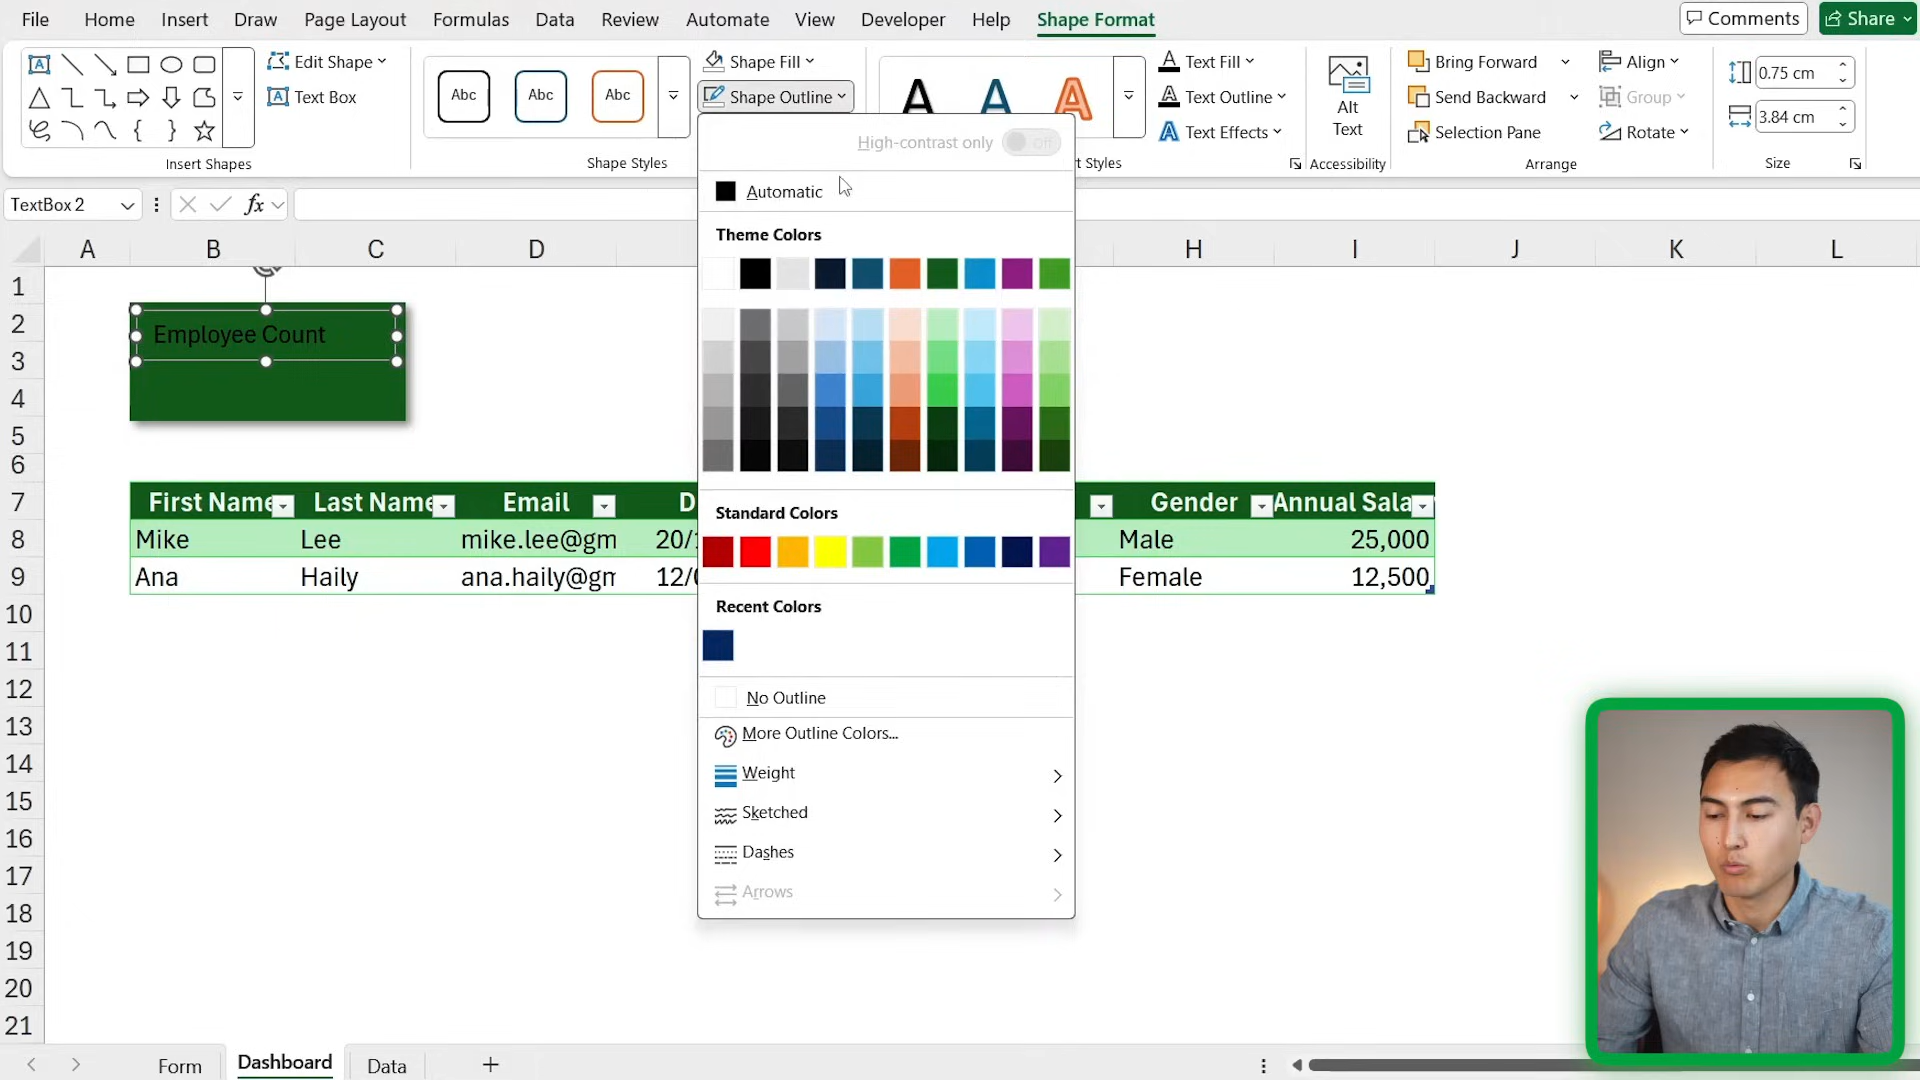 File Home Insert Draw Page Layout Formulas Data Review Automate View Developer Help Shape Format Comments Share
Edit Shape
Text Box
Insert Shapes
Abc Abc Abc
Shape Styles
Shape Fill
Shape Outline
A A A
t Styles
Text Fill
Text Outline
Text Effects
Alt
Text
Accessibility
Bring Forward
Send Backward
Selection Pane
Align
Group
Rotate
Arrange
0.75 cm
3.84 cm
Size
TextBox 2
fx
High-contrast only Off
Automatic
Theme Colors
Standard Colors
Recent Colors
No Outline
More Outline Colors...
Weight
Sketched
Dashes
Arrows
A B C D H I J K L
1
2
3
4
5
6
7
8
9
10
11
12
13
14
15
16
17
18
19
20
21
Employee Count
First Name Last Name Email D Gender Annual Sala
Mike Lee mike.lee@gm 20/ Male 25,000
Ana Haily ana.haily@gm 12/ Female 12,500
Form Dashboard Data